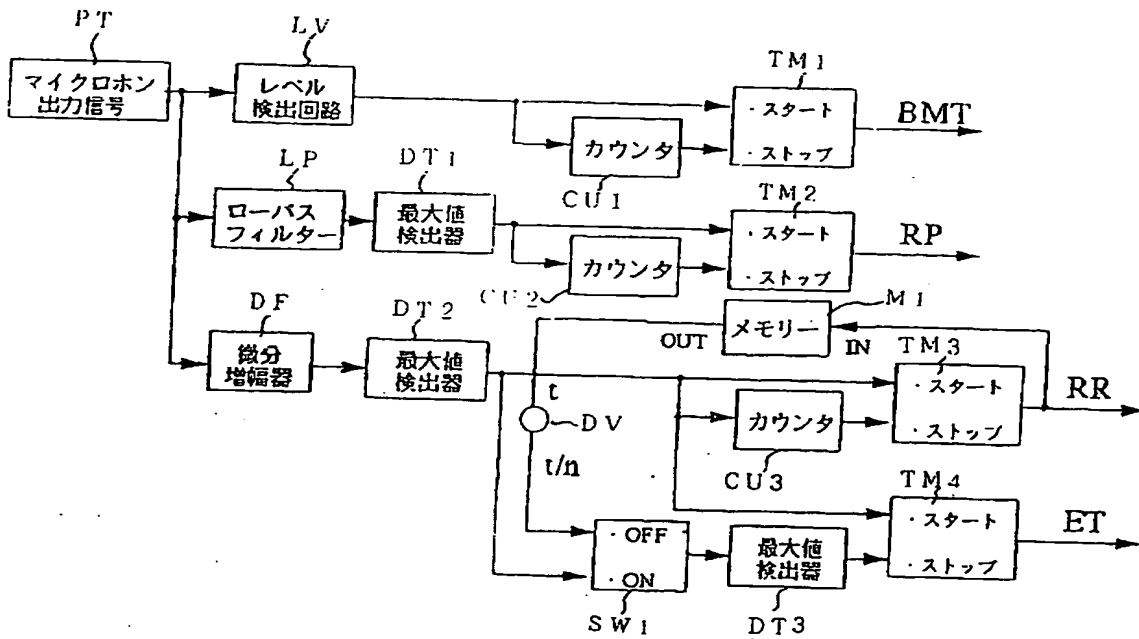 PT
マイクロホン
出力信号
LV
レベル
検出回路
TM1
・スタート
・ストップ
BMT
カウンタ
CU1
LP
ローパス
フィルター
DT1
最大値
検出器
TM2
・スタート
・ストップ
RP
カウンタ
CU2
M1
メモリー
OUT
IN
DF
微分
増幅器
DT2
最大値
検出器
TM3
・スタート
・ストップ
RR
t
DV
t/n
カウンタ
CU3
TM4
・スタート
・ストップ
ET
・OFF
・ON
SW1
最大値
検出器
DT3